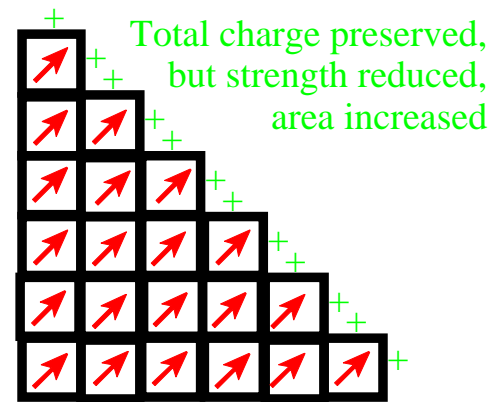 Total charge preserved,
but strength reduced,
area increased